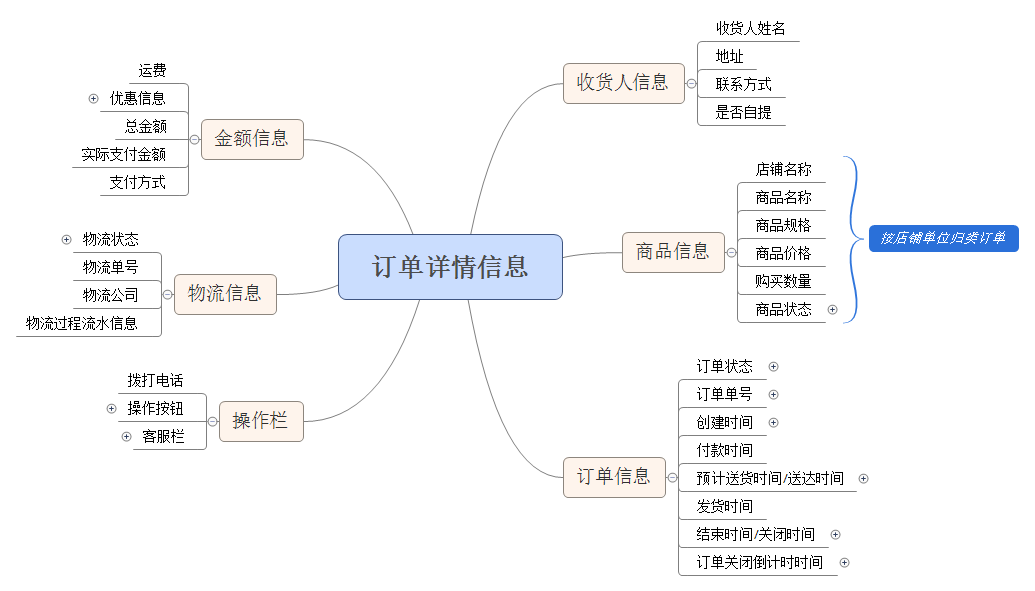 订单详情信息
收货人信息
收货人姓名
地址
联系方式
是否自提
商品信息
店铺名称
商品名称
商品规格
商品价格
购买数量
商品状态
按店铺单位归类订单
订单信息
订单状态
订单单号
创建时间
付款时间
预计送货时间/送达时间
发货时间
结束时间/关闭时间
订单关闭倒计时时间
金额信息
运费
优惠信息
总金额
实际支付金额
支付方式
物流信息
物流状态
物流单号
物流公司
物流过程流水信息
操作栏
拨打电话
操作按钮
客服栏